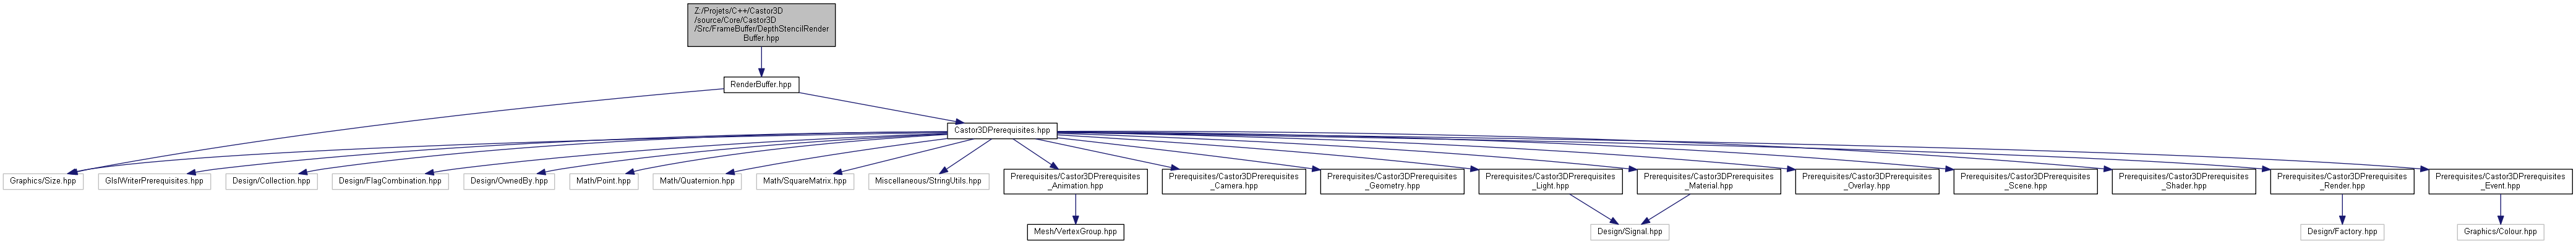 Z:/Projets/C++/Castor3D
/source/Core/Castor3D
/Src/FrameBuffer/DepthStencilRender
Buffer.hpp
RenderBuffer.hpp
Castor3DPrerequisites.hpp
Graphics/Size.hpp
GlslWriterPrerequisites.hpp
Design/Collection.hpp
Design/FlagCombination.hpp
Design/OwnedBy.hpp
Math/Point.hpp
Math/Quaternion.hpp
Math/SquareMatrix.hpp
Miscellaneous/StringUtils.hpp
Prerequisites/Castor3DPrerequisites
_Animation.hpp
Prerequisites/Castor3DPrerequisites
_Camera.hpp
Prerequisites/Castor3DPrerequisites
_Geometry.hpp
Prerequisites/Castor3DPrerequisites
_Light.hpp
Prerequisites/Castor3DPrerequisites
_Material.hpp
Prerequisites/Castor3DPrerequisites
_Overlay.hpp
Prerequisites/Castor3DPrerequisites
_Scene.hpp
Prerequisites/Castor3DPrerequisites
_Shader.hpp
Prerequisites/Castor3DPrerequisites
_Render.hpp
Prerequisites/Castor3DPrerequisites
_Event.hpp
Mesh/VertexGroup.hpp
Design/Signal.hpp
Design/Factory.hpp
Graphics/Colour.hpp